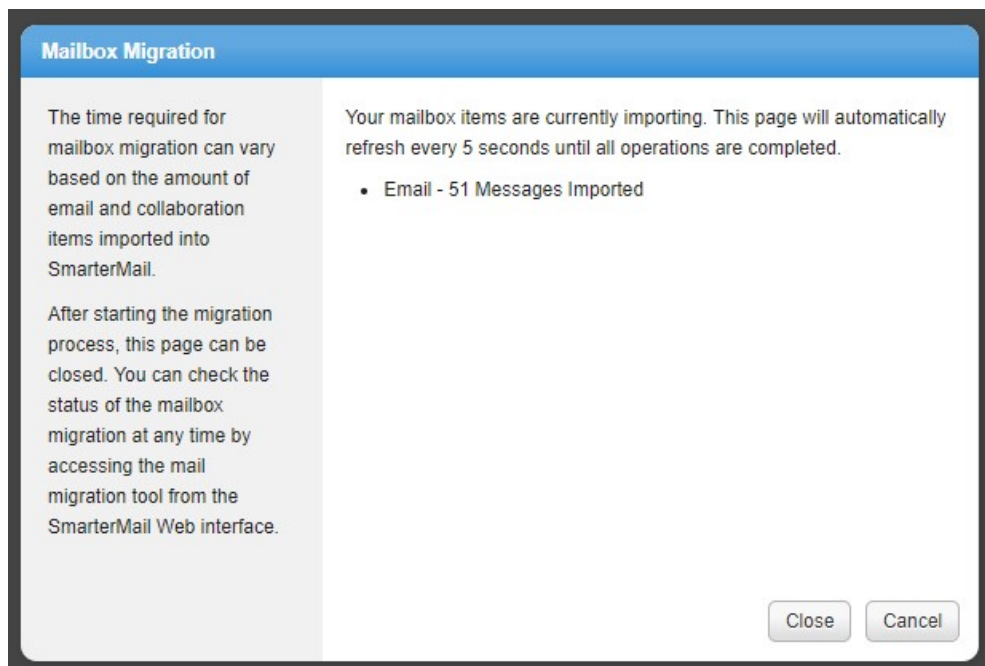 Mailbox Migration
The time required for
mailbox migration can vary
based on the amount of
email and collaboration
items imported into
SmarterMail.
After starting the migration
process, this page can be
closed. You can check the
status of the mailbox
migration at any time by
accessing the mail
migration tool from the
SmarterMail Web interface.
Your mailbox items are currently importing. This page will automatically
refresh every 5 seconds until all operations are completed.
• Email - 51 Messages Imported
Close
Cancel